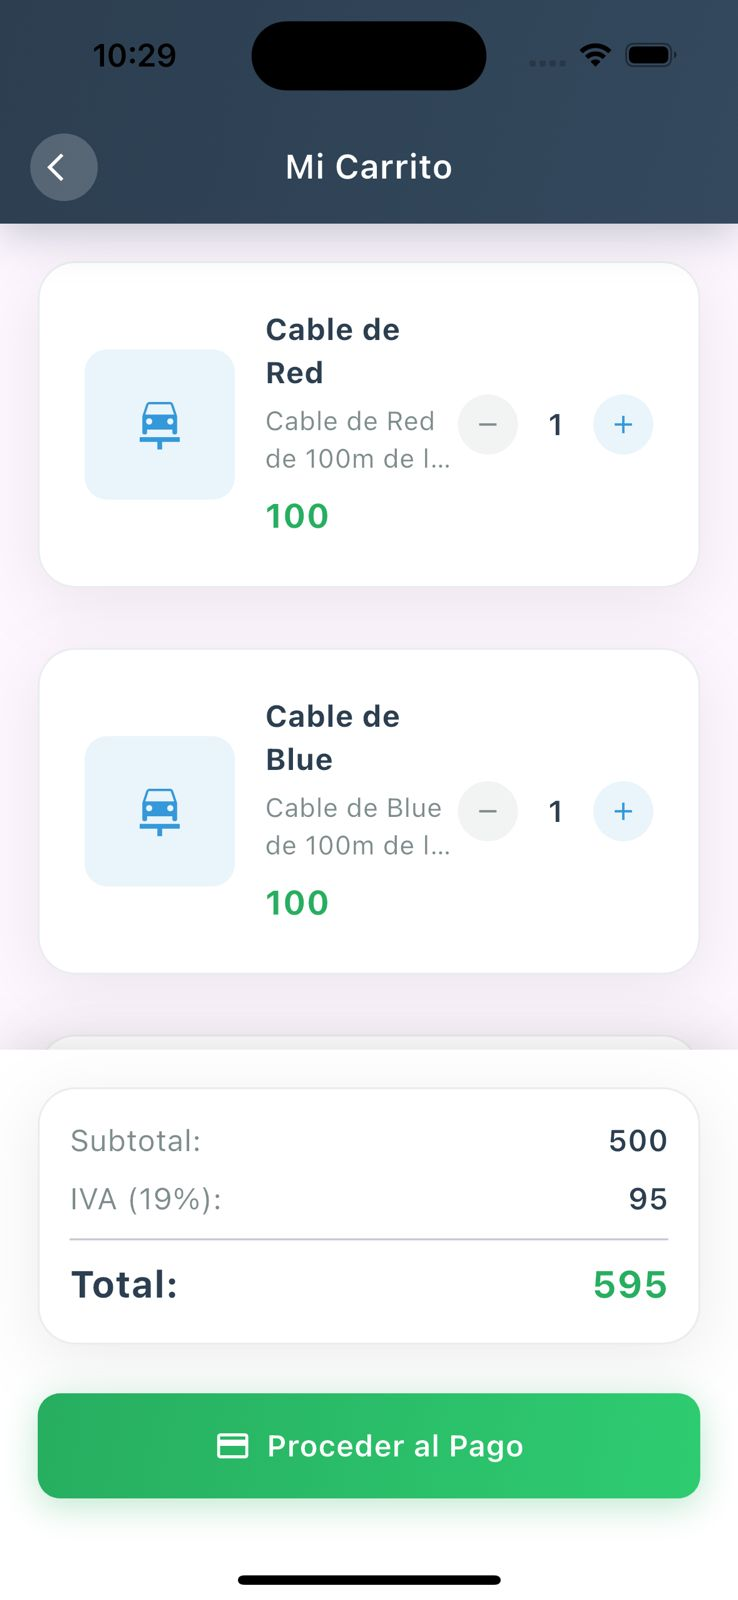 10:29
Mi Carrito
Cable de
Red
Cable de Red
de 100m de l...
100
− 1 +
Cable de
Blue
Cable de Blue
de 100m de l...
100
− 1 +
Subtotal: 500
IVA (19%): 95
Total: 595
Proceder al Pago